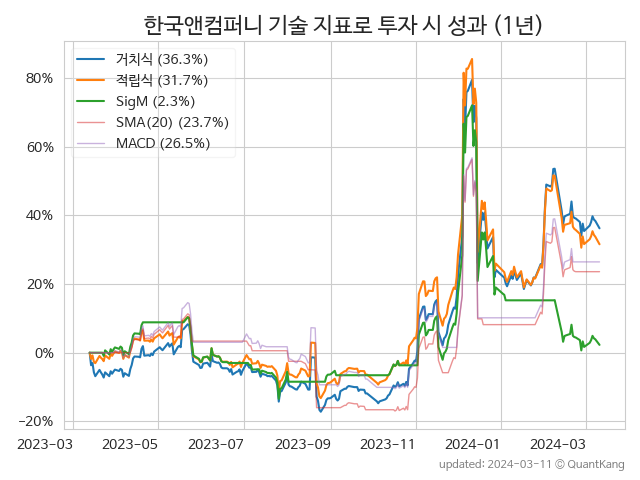 한국앤컴퍼니 기술 지표로 투자 시 성과 (1년)
거치식 (36.3%)
적립식 (31.7%)
SigM (2.3%)
SMA(20) (23.7%)
MACD (26.5%)
80%
60%
40%
20%
0%
−20%
2023-03 2023-05 2023-07 2023-09 2023-11 2024-01 2024-03
updated: 2024-03-11 © QuantKang